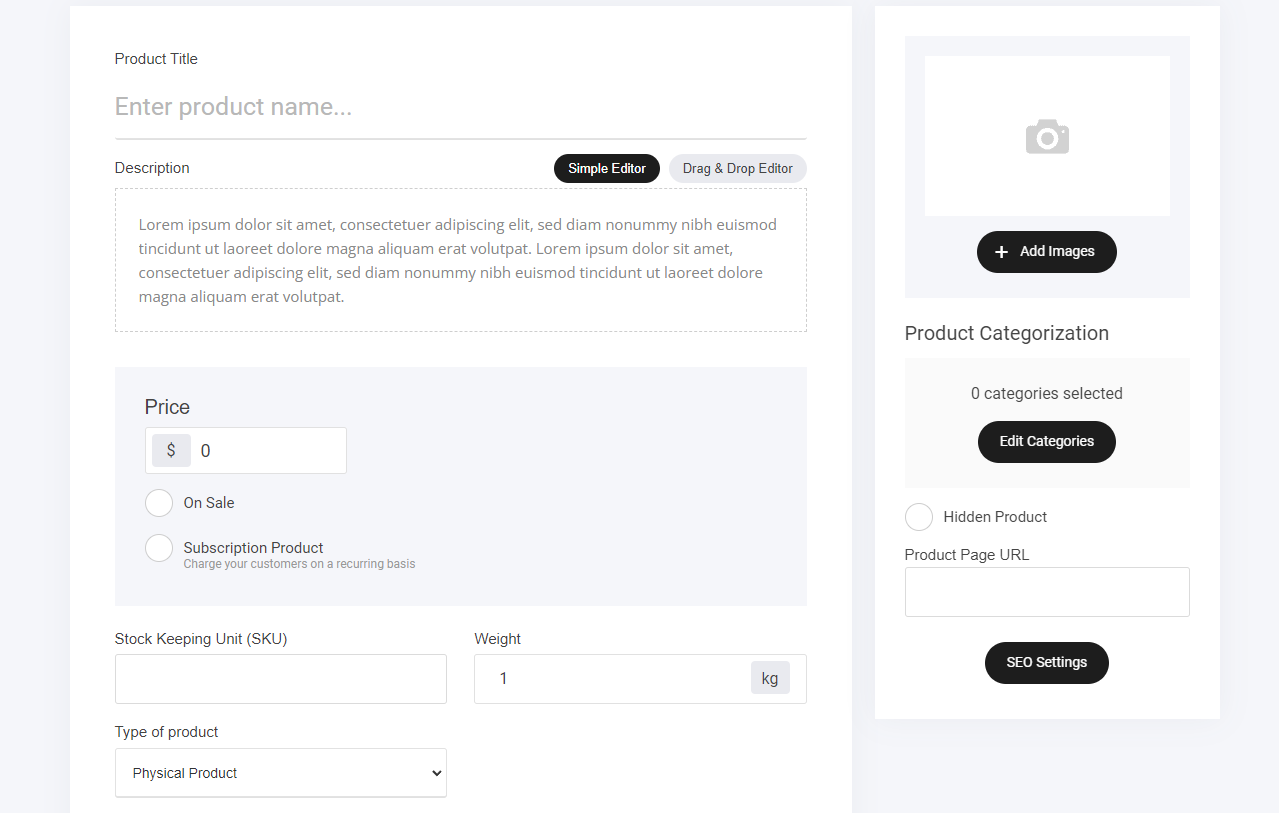 Product Title
Enter product name...
Description
Simple Editor
Drag & Drop Editor
Lorem ipsum dolor sit amet, consectetuer adipiscing elit, sed diam nonummy nibh euismod
tincidunt ut laoreet dolore magna aliquam erat volutpat. Lorem ipsum dolor sit amet,
consectetuer adipiscing elit, sed diam nonummy nibh euismod tincidunt ut laoreet dolore
magna aliquam erat volutpat.
Price
$ 0
On Sale
Subscription Product
Charge your customers on a recurring basis
Stock Keeping Unit (SKU)
Weight
1 kg
Type of product
Physical Product
+ Add Images
Product Categorization
0 categories selected
Edit Categories
Hidden Product
Product Page URL
SEO Settings